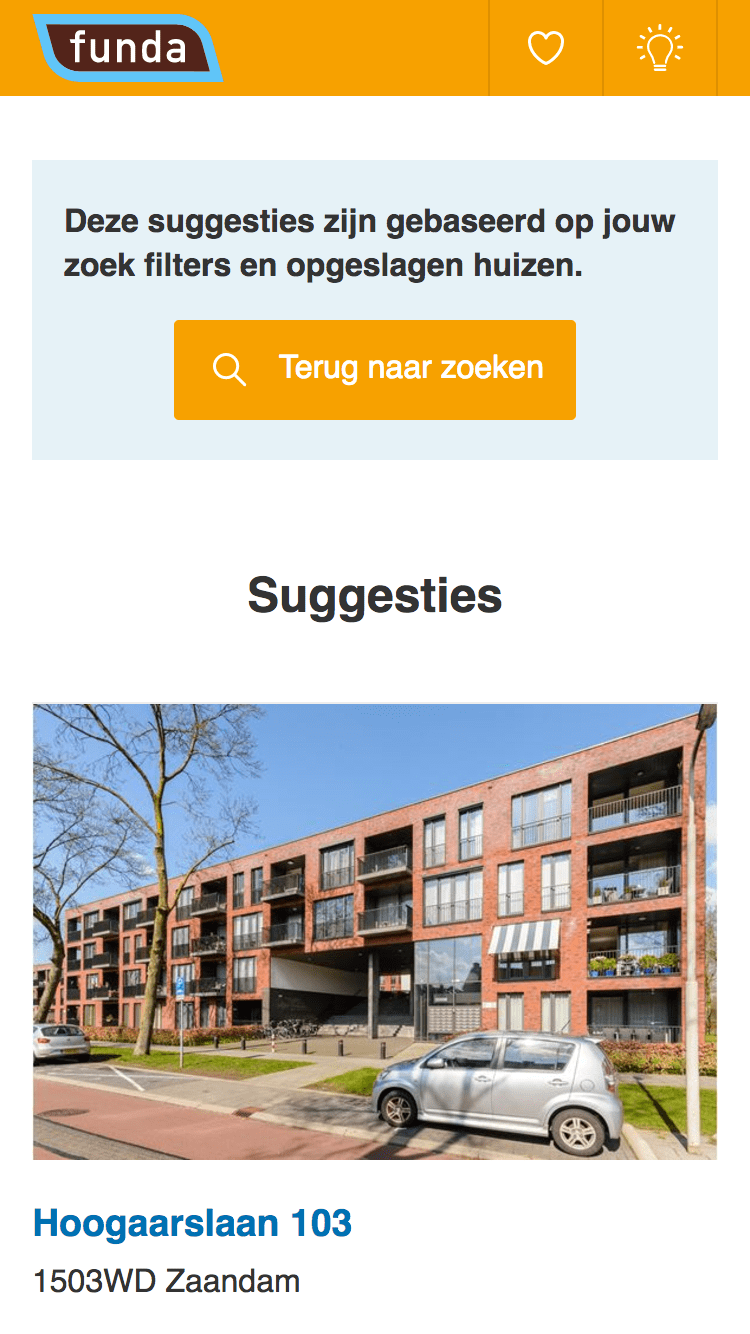 funda
Deze suggesties zijn gebaseerd op jouw
zoek filters en opgeslagen huizen.
Terug naar zoeken
Suggesties
Hoogaarslaan 103
1503WD Zaandam